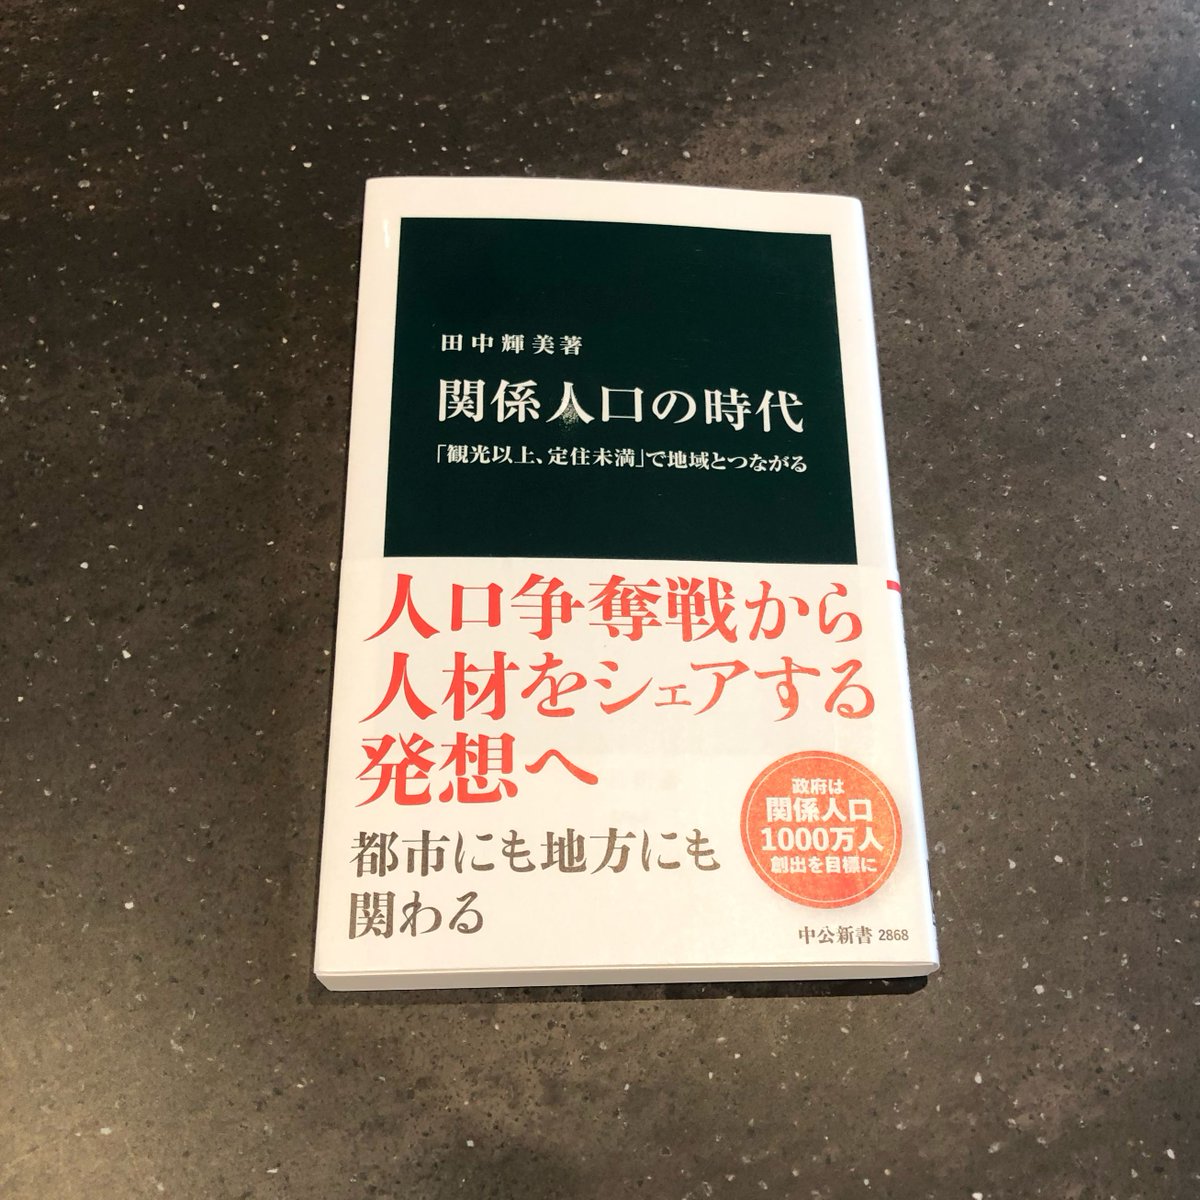 田中輝美著
関係人口の時代
「観光以上、定住未満」で地域とつながる
人口争奪戦から
人材をシェアする
発想へ
都市にも地方にも
関わる
政府は
関係人口
1000万人
創出を目標に
中公新書 2868